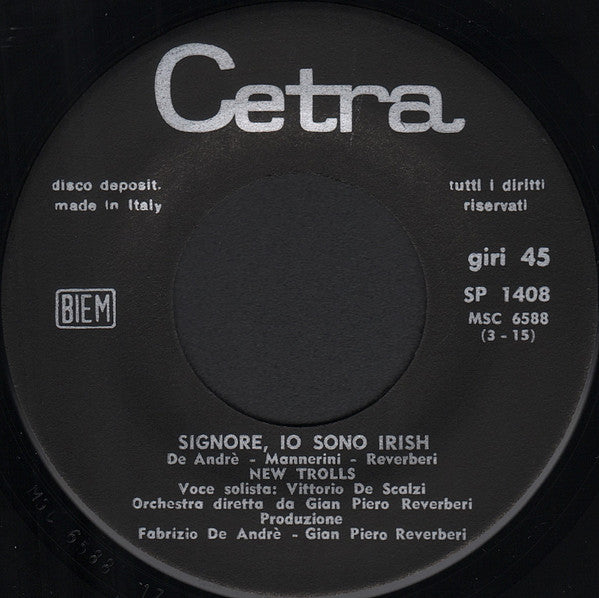 Cetra
disco deposit.
made in Italy
tutti i diritti
riservati
giri 45
BIEM
SP 1408
MSC 6588
(3 - 15)
SIGNORE, IO SONO IRISH
De Andrè - Mannerini - Reverberi
NEW TROLLS
Voce solista: Vittorio De Scalzi
Orchestra diretta da Gian Piero Reverberi
Produzione
Fabrizio De Andrè - Gian Piero Reverberi
6588